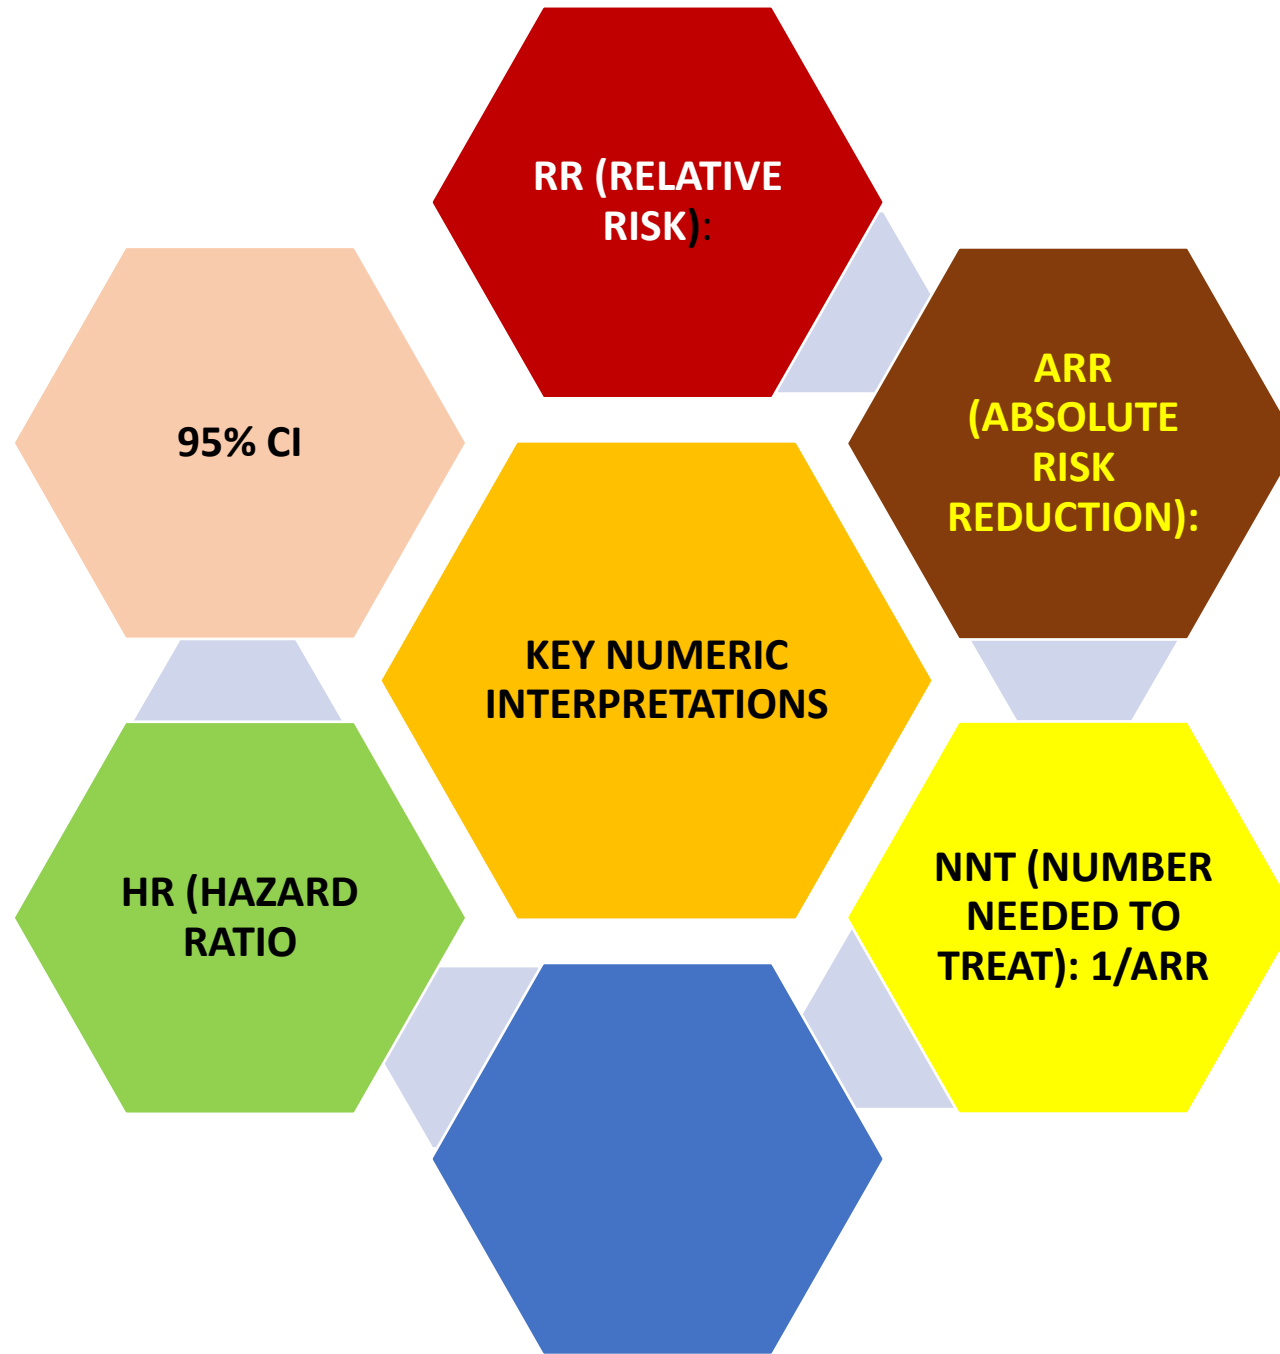 RR (RELATIVE
RISK):
ARR
(ABSOLUTE
RISK
REDUCTION):
95% CI
KEY NUMERIC
INTERPRETATIONS
NNT (NUMBER
NEEDED TO
TREAT): 1/ARR
HR (HAZARD
RATIO